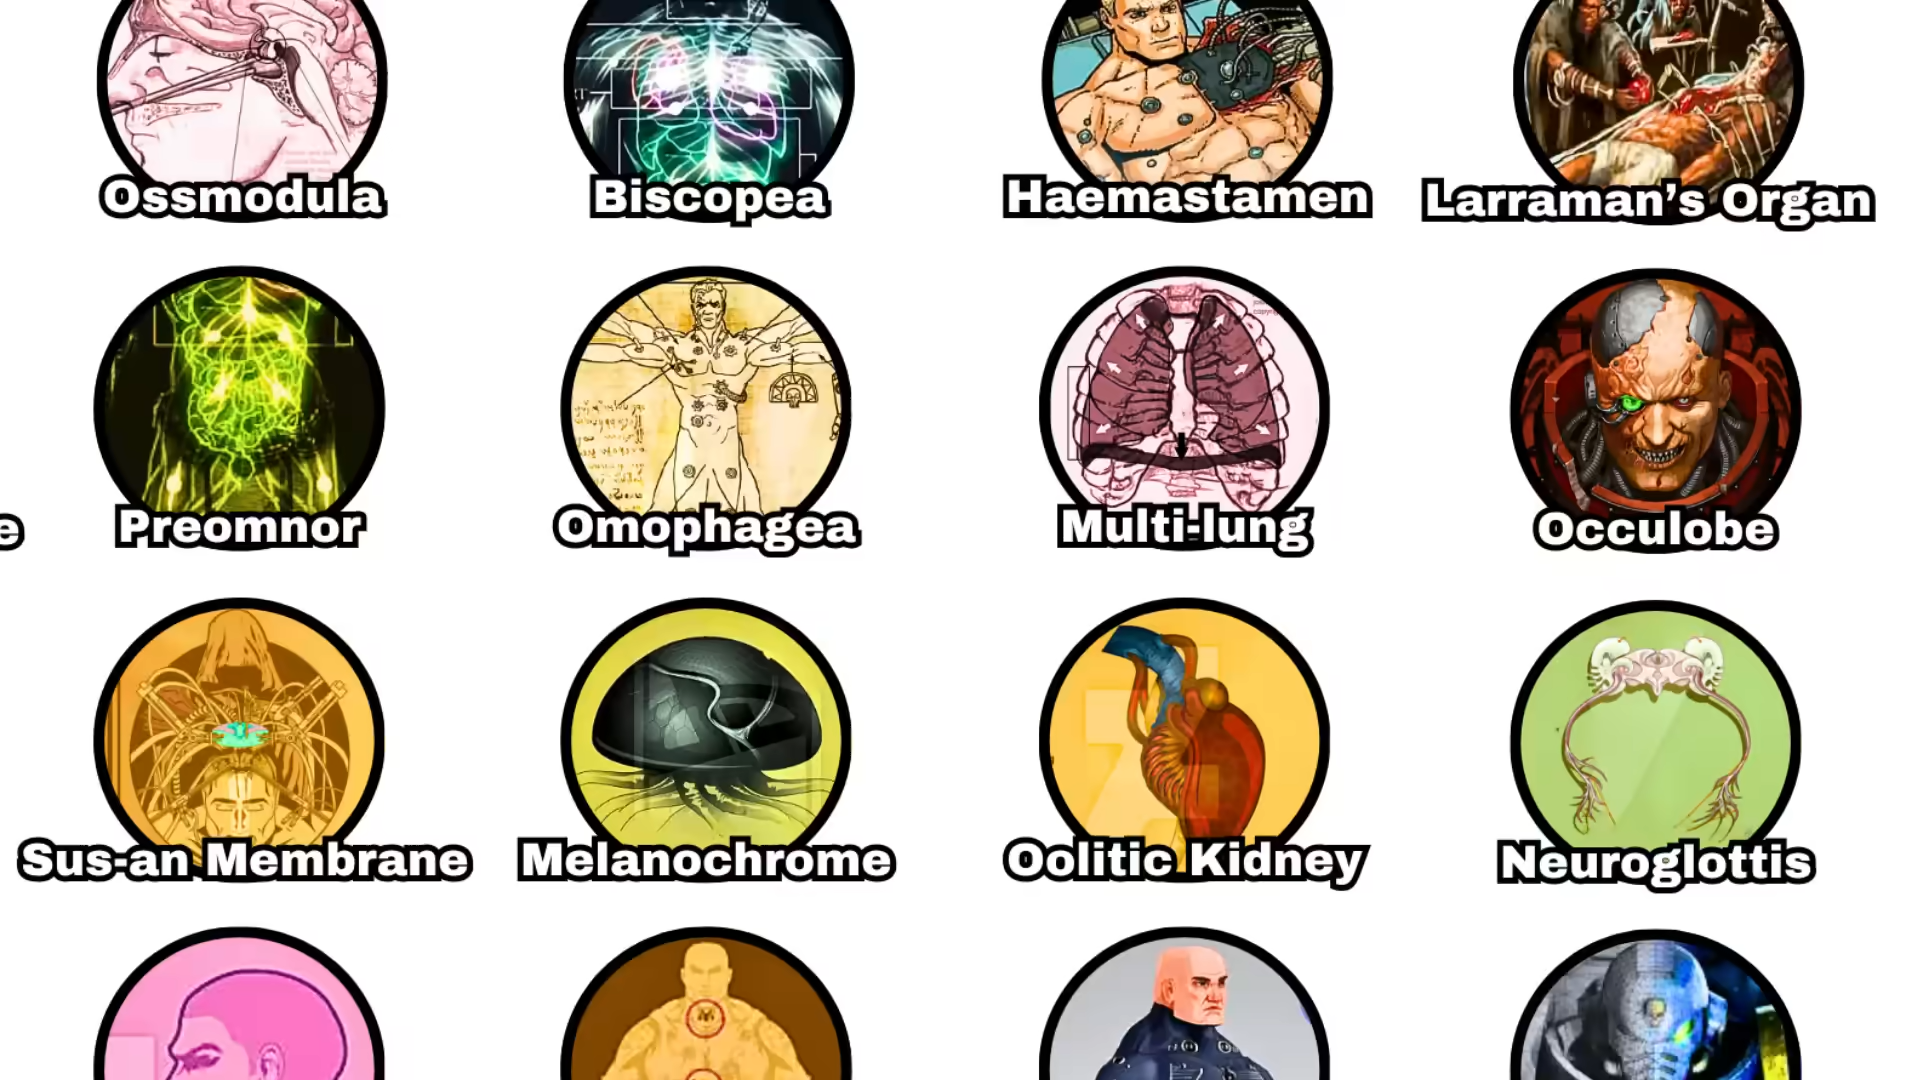 Ossmodula
Biscopea
Haemastamen
Larraman's Organ
e
Preomnor
Omophagea
Multi-lung
Occulobe
Sus-an Membrane
Melanochrome
Oolitic Kidney
Neuroglottis